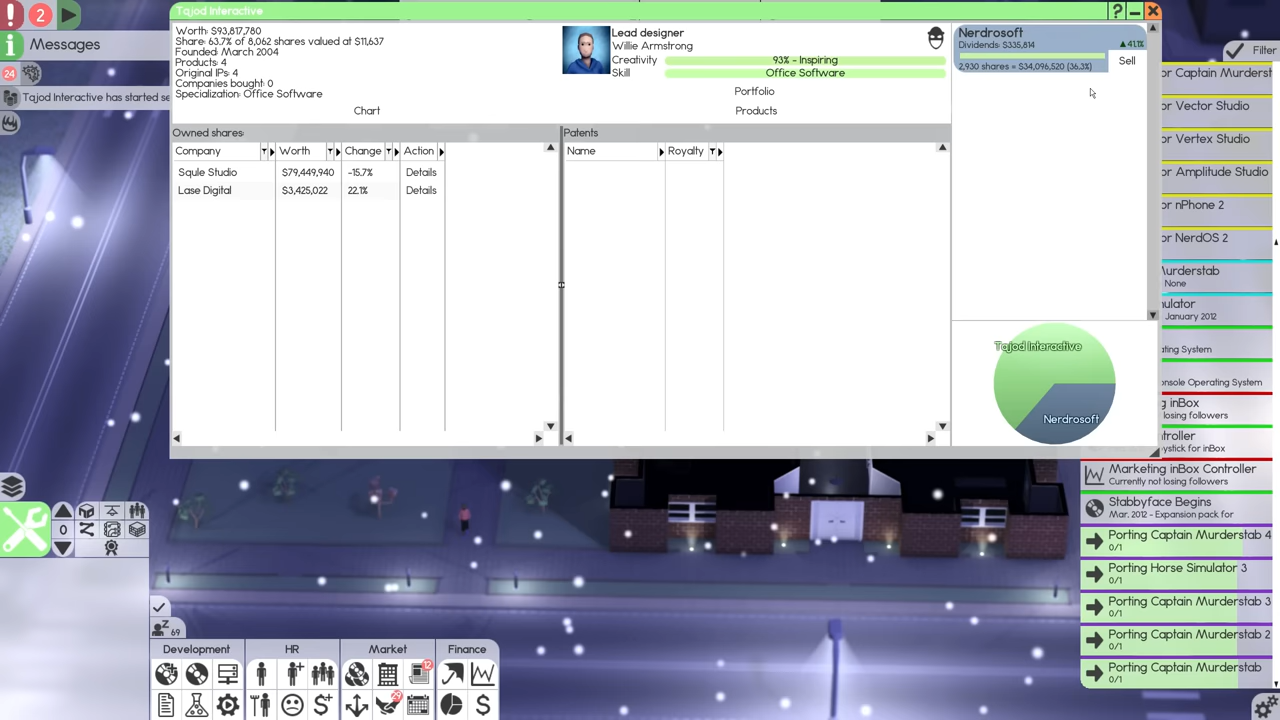 Tajod Interactive
2
Messages
24
Tajod Interactive has started se
Worth: $93,817,780
Share: 63.7% of 8,062 shares valued at $11,637
Founded: March 2004
Products: 4
Original IPs: 4
Companies bought: 0
Specialization: Office Software
Chart
Lead designer
Willie Armstrong
Creativity
93% - Inspiring
Skill
Office Software
Portfolio
Products
Nerdrosoft
Dividends: $335,814
41.1%
2,930 shares = $34,096,520 (36.3%)
Sell
Owned shares:
Company
Worth
Change
Action
Squle Studio
$79,449,940
-15.7%
Details
Lase Digital
$3,425,022
22.1%
Details
Patents
Name
Royalty
Tajod Interactive
Nerdrosoft
Filter
or Captain Murderst
or Vector Studio
or Vertex Studio
or Amplitude Studio
or nPhone 2
or NerdOS 2
Murderstab
None
mulator
January 2012
ating System
onsole Operating System
g inBox
losing followers
ntroller
oystick for inBox
Marketing inBox Controller
Currently not losing followers
Stabbyface Begins
Mar. 2012 - Expansion pack for
Porting Captain Murderstab 4
0/1
Porting Horse Simulator 3
0/1
Porting Captain Murderstab 3
0/1
Porting Captain Murderstab 2
0/1
Porting Captain Murderstab
0/1
0
69
Development
HR
Market
Finance
12
29